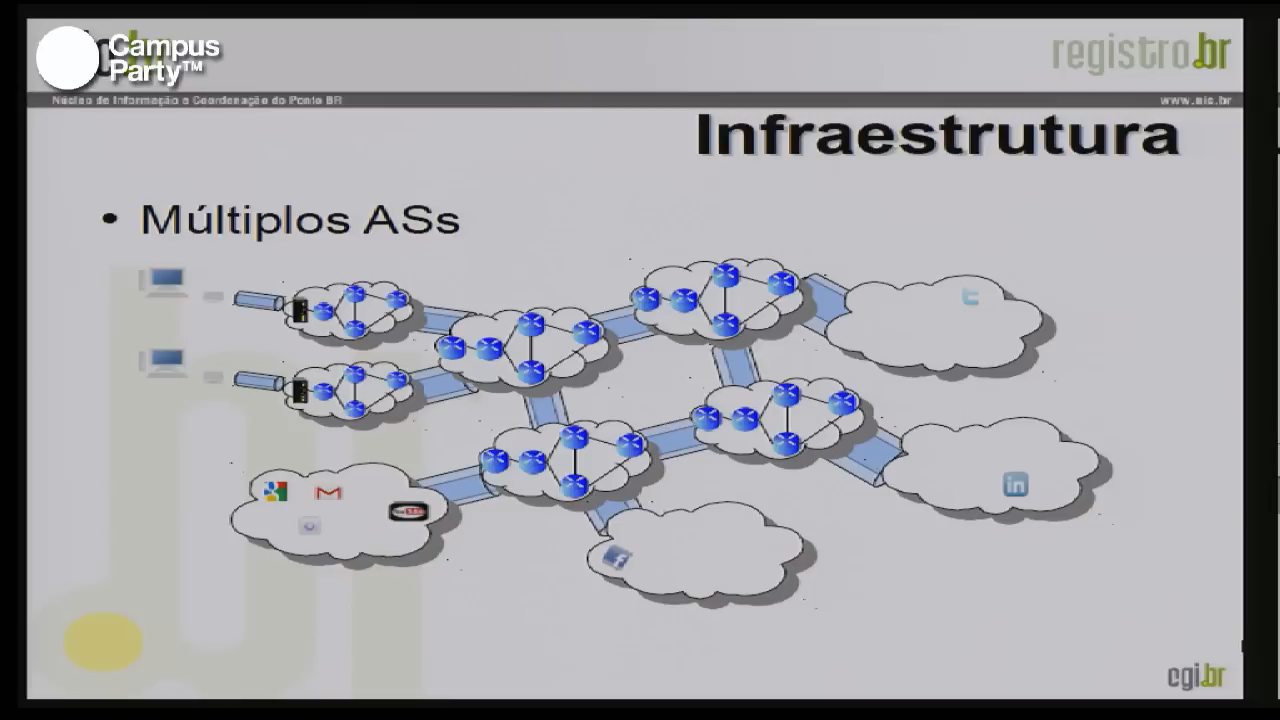 Campus
Party™
registro.br
Núcleo de Informação e Coordenação do Ponto BR
www.nic.br
Infraestrutura
• Múltiplos ASs
in
f
cgi.br